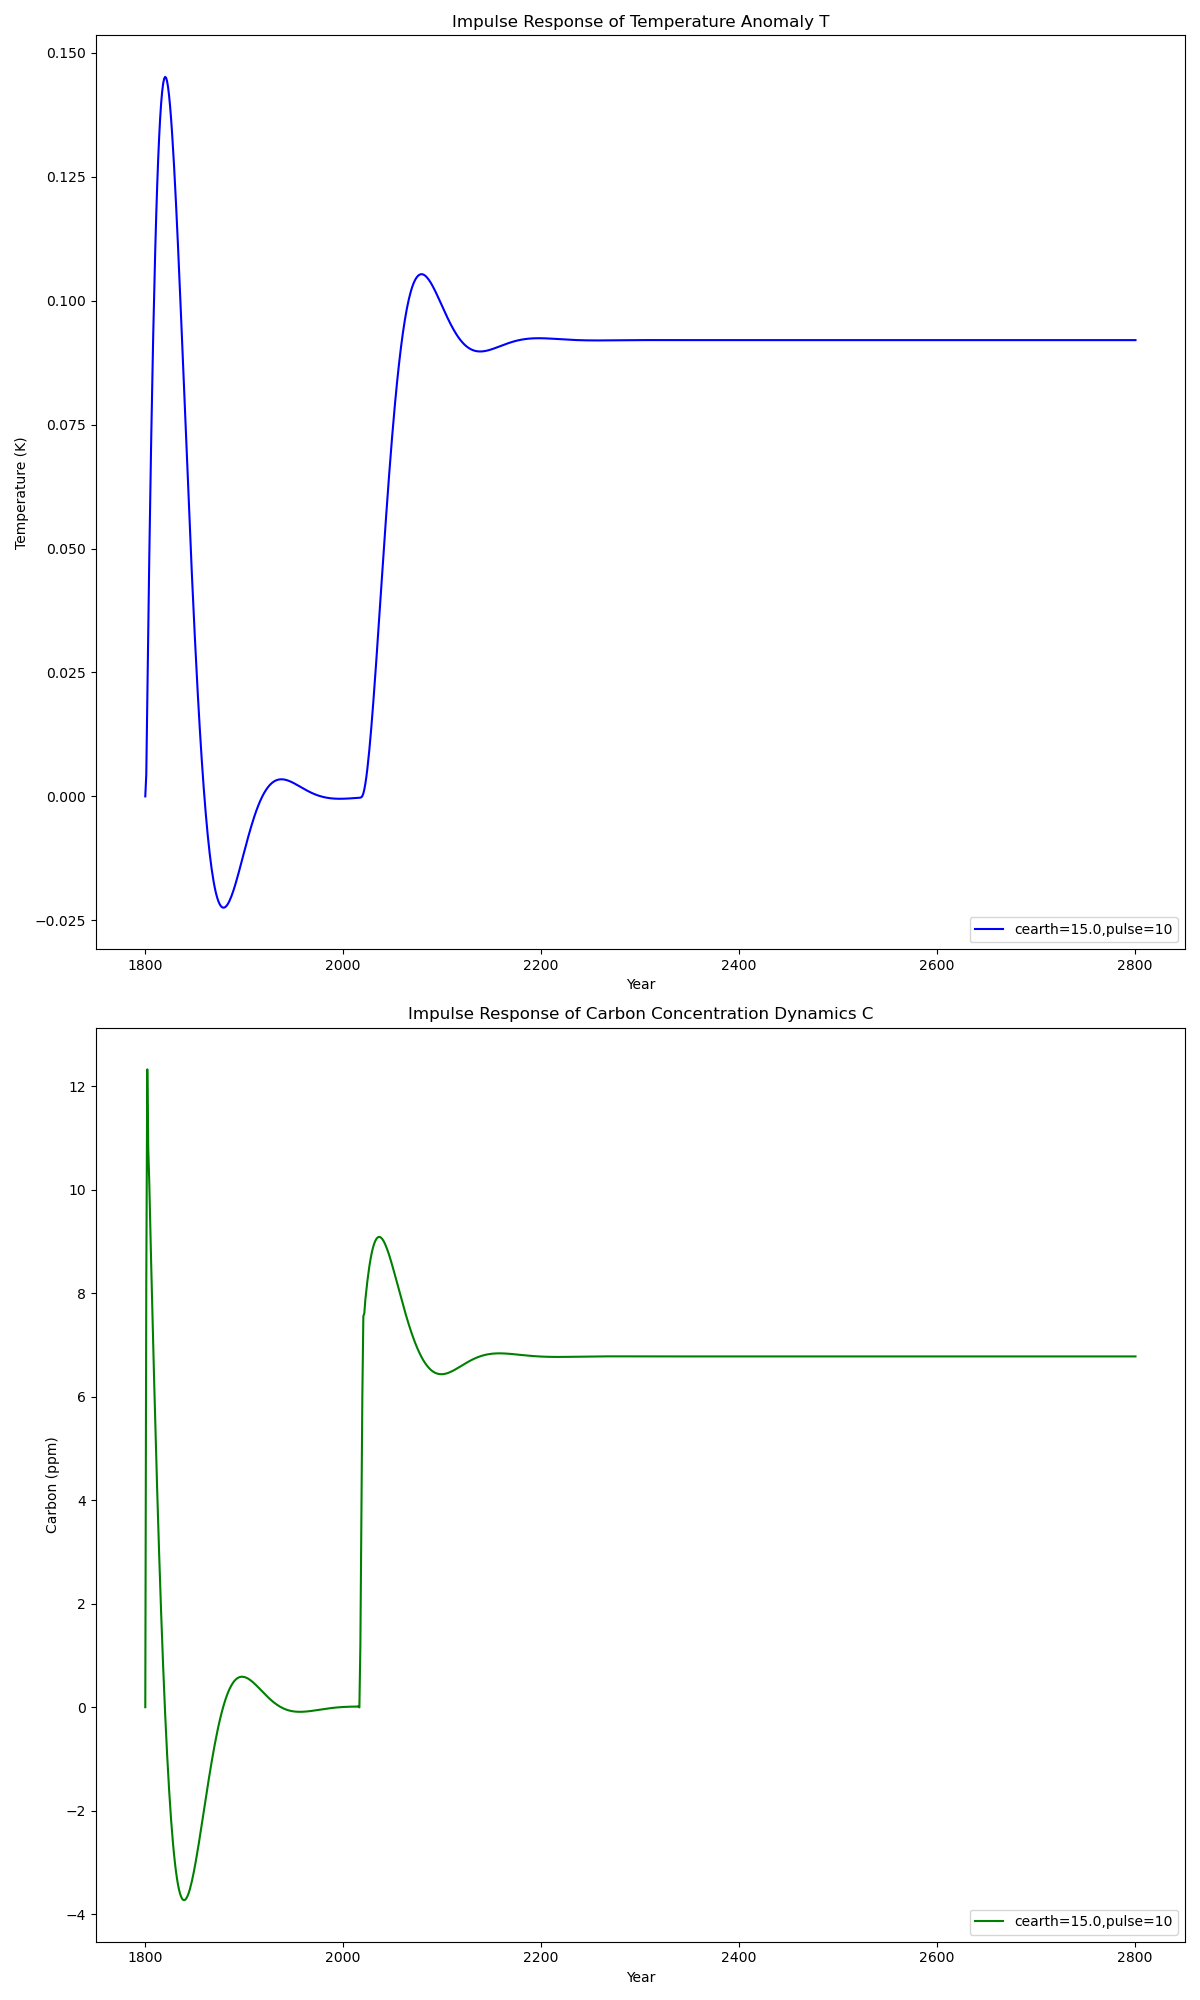 Impulse Response of Temperature Anomaly T
0.150
0.125
0.100
0.075
0.050
0.025
0.000
−0.025
Temperature (K)
cearth=15.0,pulse=10
1800 2000 2200 2400 2600 2800
Year
Impulse Response of Carbon Concentration Dynamics C
12
10
8
6
4
2
0
−2
−4
Carbon (ppm)
cearth=15.0,pulse=10
1800 2000 2200 2400 2600 2800
Year